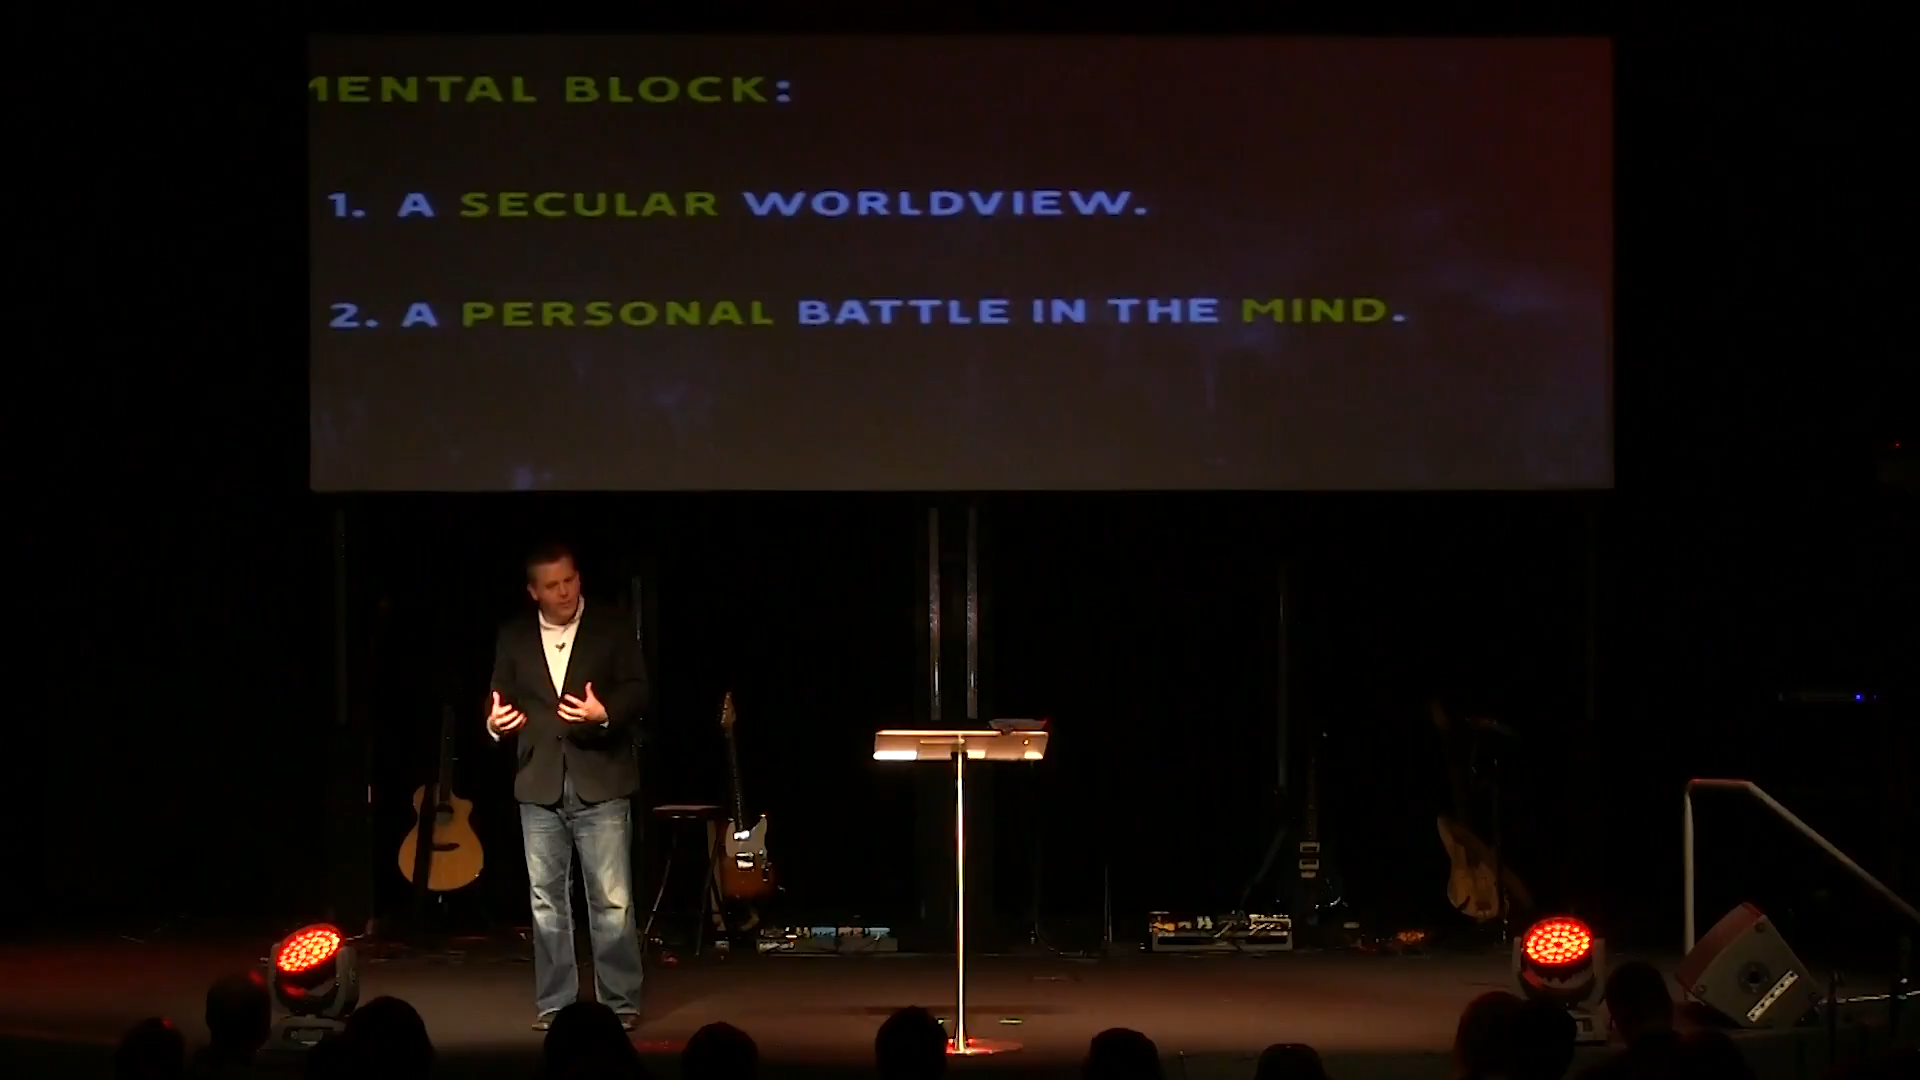 MENTAL BLOCK:
1. A SECULAR WORLDVIEW.
2. A PERSONAL BATTLE IN THE MIND.